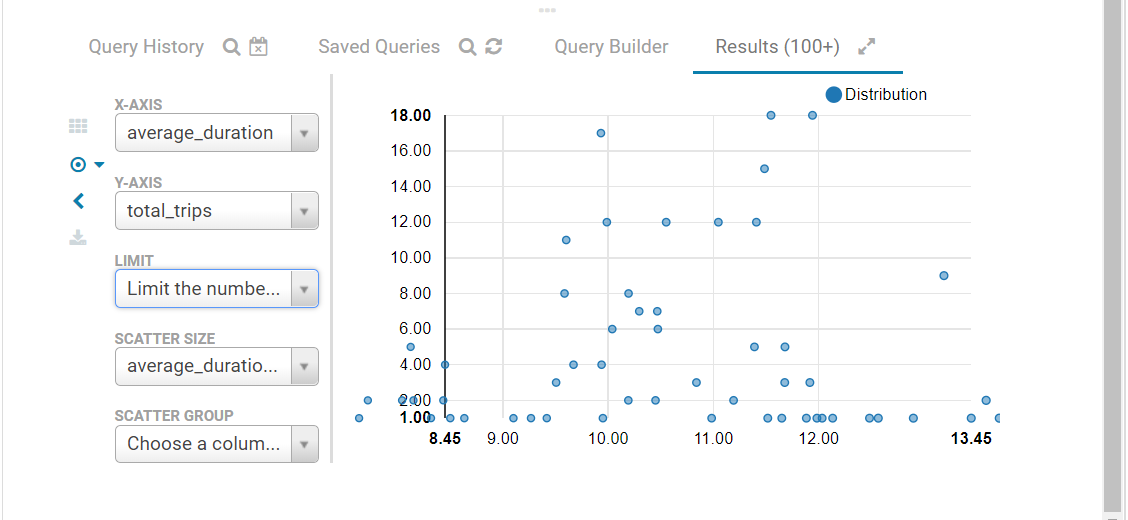 Query History Saved Queries Query Builder Results (100+)
X-AXIS
average_duration
Y-AXIS
total_trips
LIMIT
Limit the numbe...
SCATTER SIZE
average_duratio...
SCATTER GROUP
Choose a colum...
Distribution
18.00
16.00
14.00
12.00
10.00
8.00
6.00
4.00
2.00
1.00
8.45 9.00 10.00 11.00 12.00 13.45